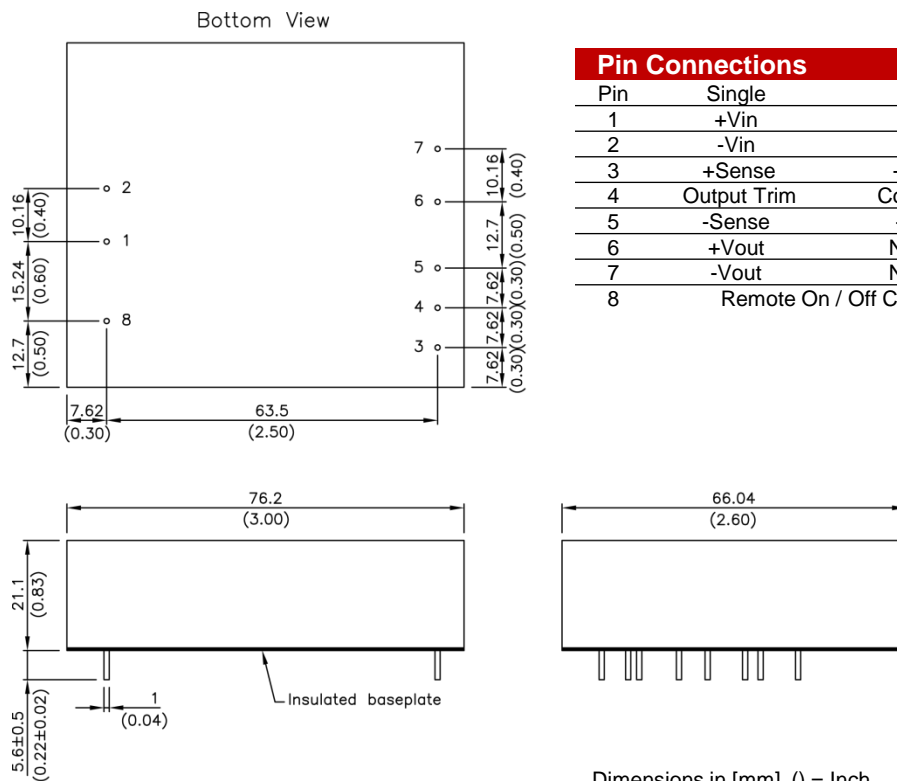 Bottom View
Pin Connections
Pin Single
1 +Vin
2 -Vin
3 +Sense
4 Output Trim
5 -Sense
6 +Vout
7 -Vout
8 Remote On / Off
7
10.16
(0.40)
6
12.7
(0.50)
5
7.62
(0.30)
4
7.62
(0.30)
3
7.62
(0.30)
2
10.16
(0.40)
1
15.24
(0.60)
8
12.7
(0.50)
7.62
(0.30)
63.5
(2.50)
76.2
(3.00)
66.04
(2.60)
21.1
(0.83)
5.6±0.5
(0.22±0.02)
1
(0.04)
Insulated baseplate
Dimensions in [mm], () = Inch